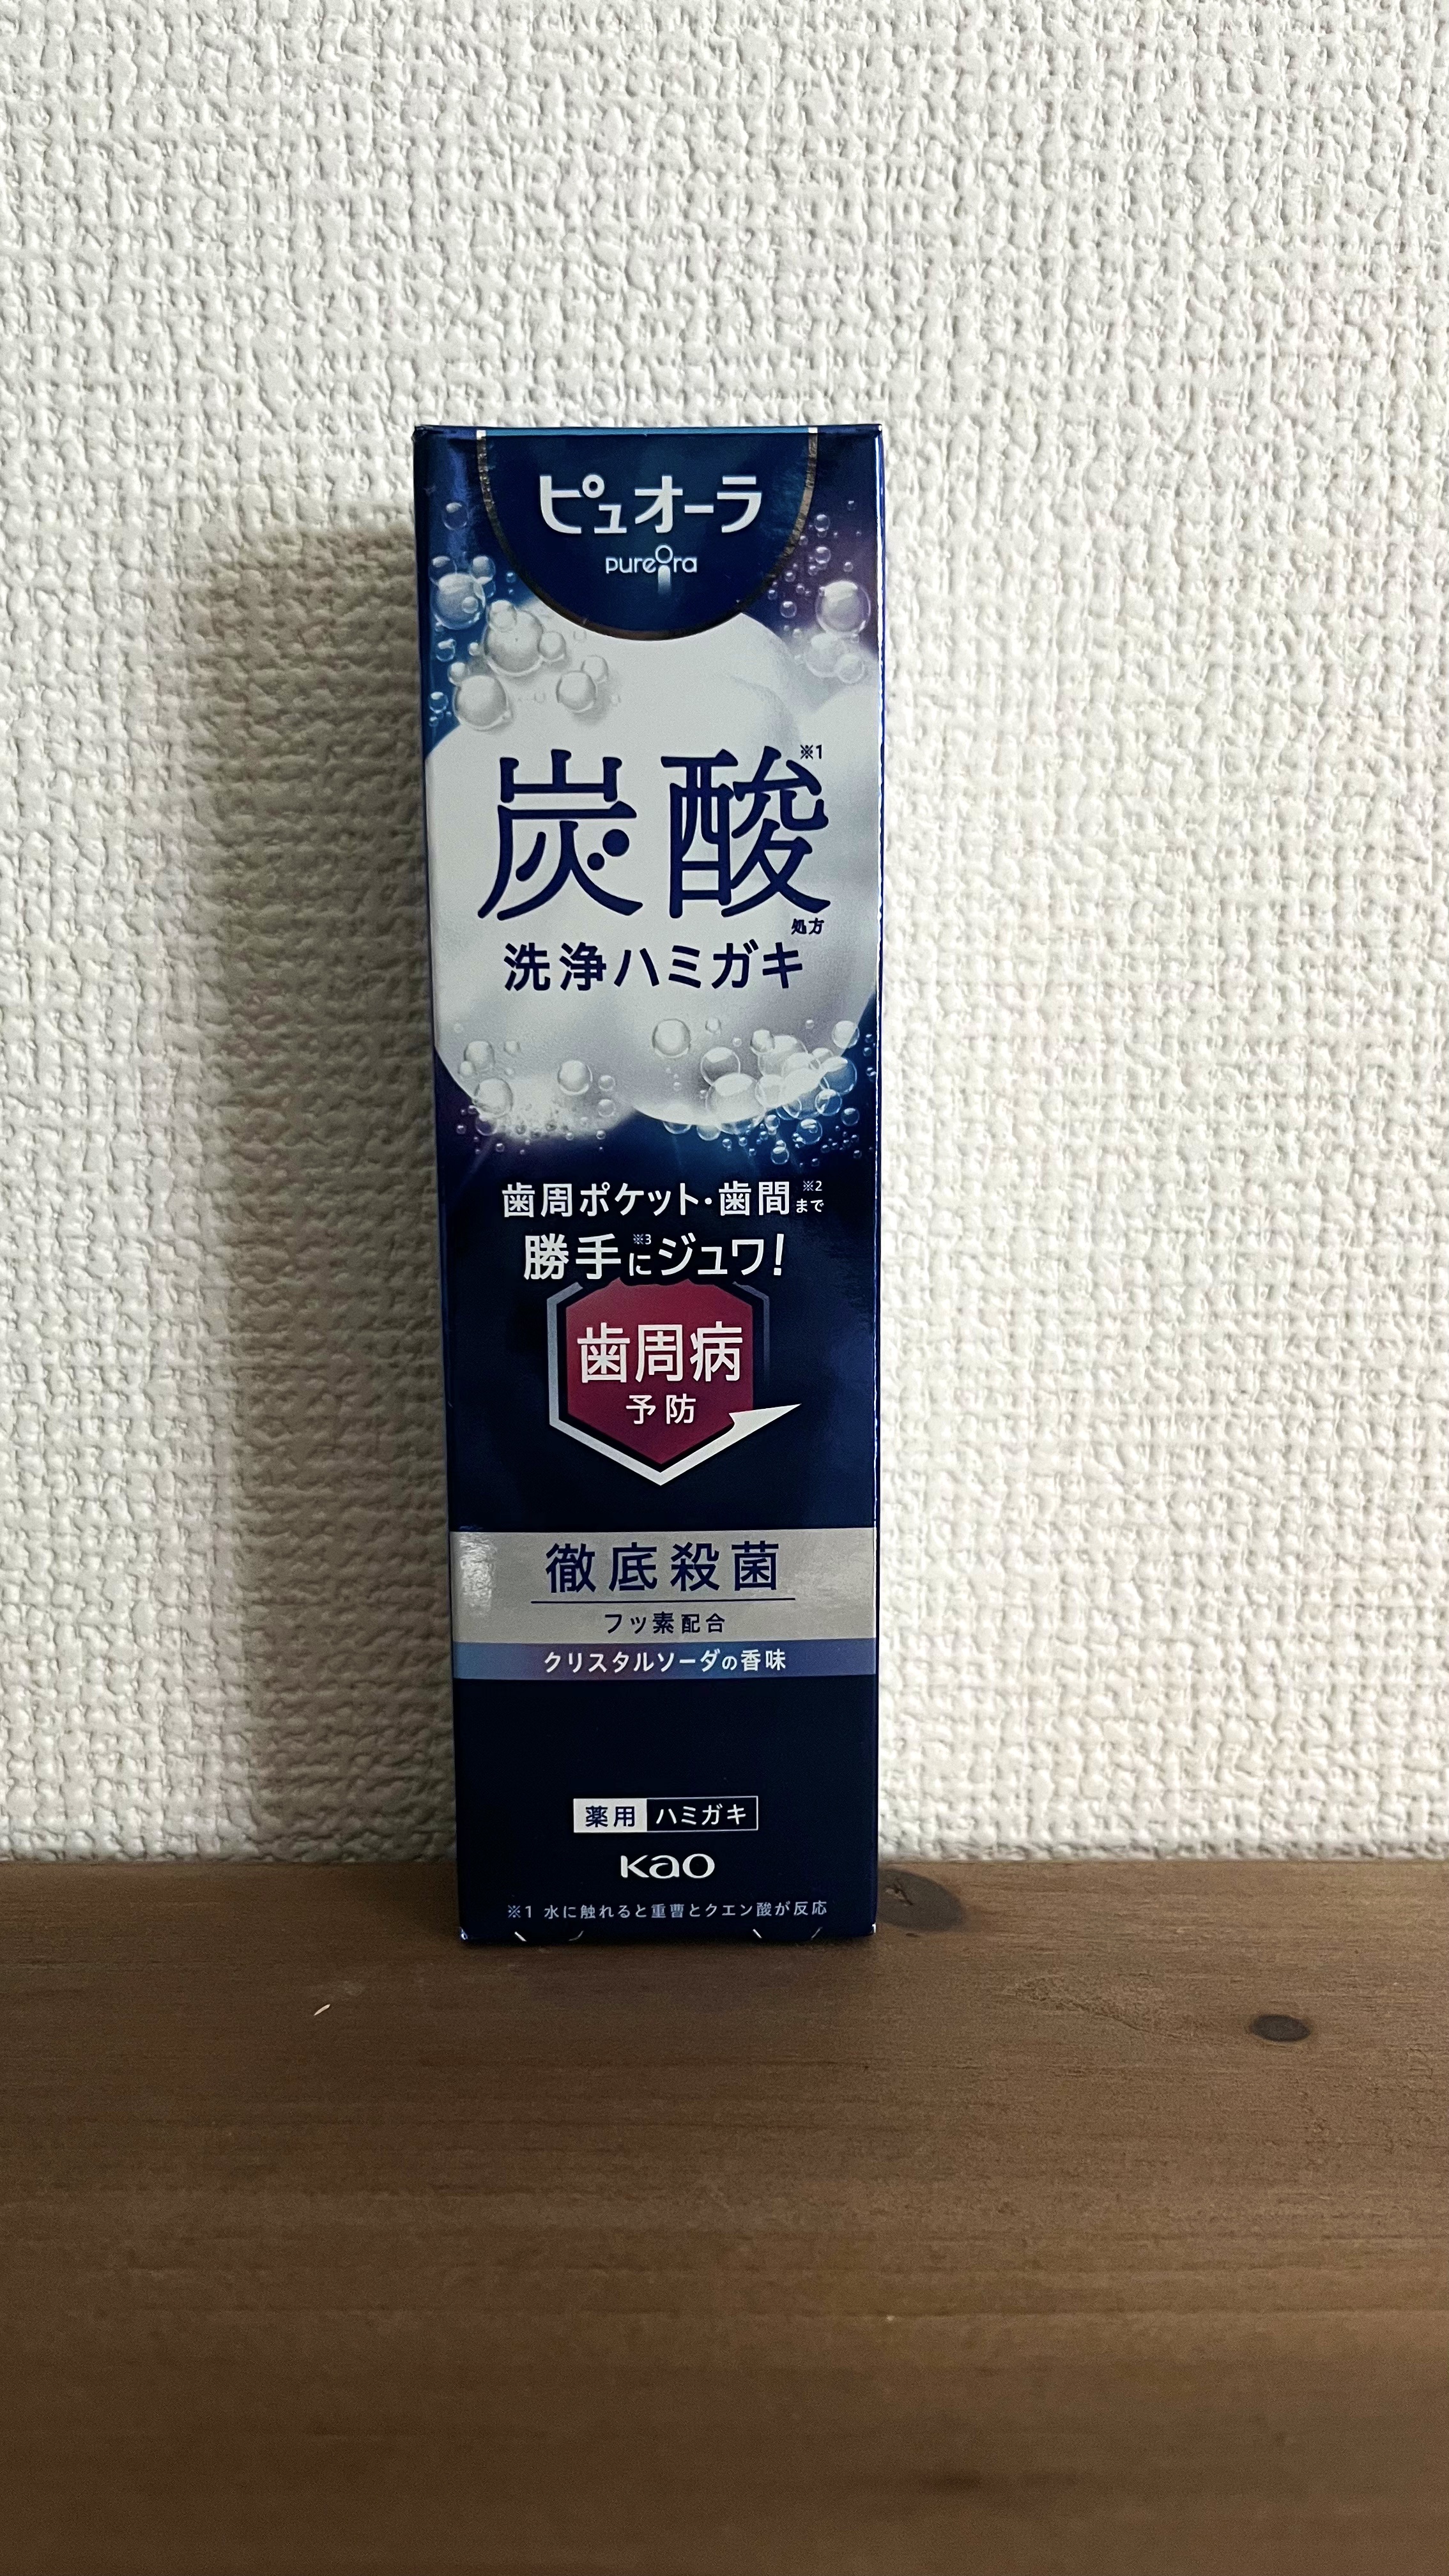 ピュオーラ
pureOra
炭酸※1
処方
洗浄ハミガキ
歯周ポケット・歯間※2まで
勝手※3にジュワ!
歯周病
予防
徹底殺菌
フッ素配合
クリスタルソーダの香味
薬用 ハミガキ
Kao
※1 水に触れると重曹とクエン酸が反応